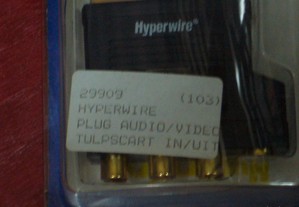 Hyperwire®
29909 (103)
HYPERWIRE
PLUG AUDIO/VIDEO
TULPSCART IN/UIT